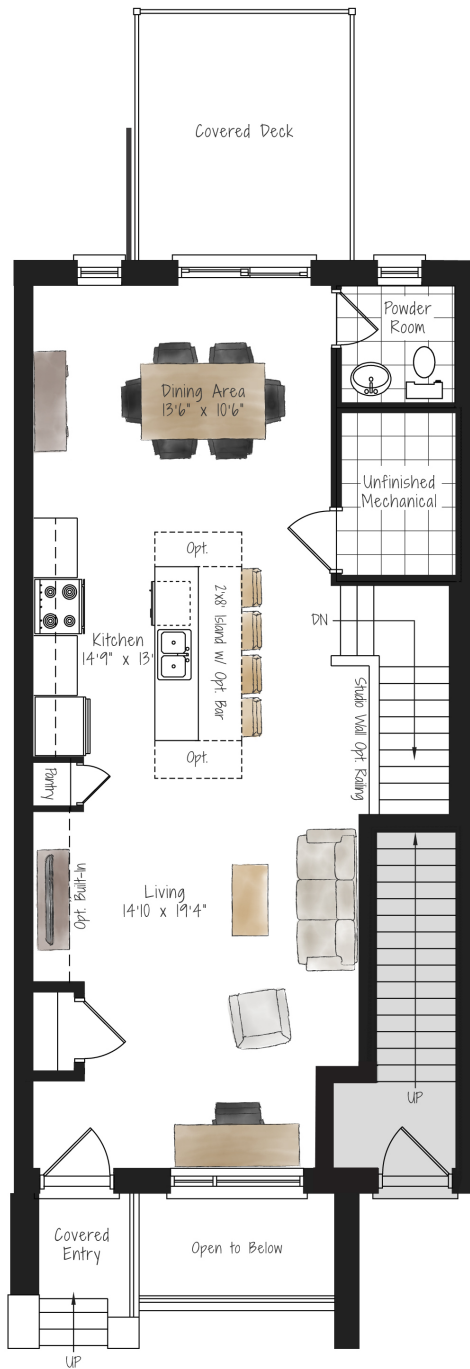 Covered Deck
Powder
Room
Dining Area
13'6" x 10'6"
Unfinished
Mechanical
Opt.
2'x8' Island w/ Opt. Bar
DN
Kitchen
14'9" x 13'
Studio Wall Opt. Railing
Opt.
Pantry
Opt. Built-In
Living
14'10 x 19'4"
UP
Covered
Entry
Open to Below
UP